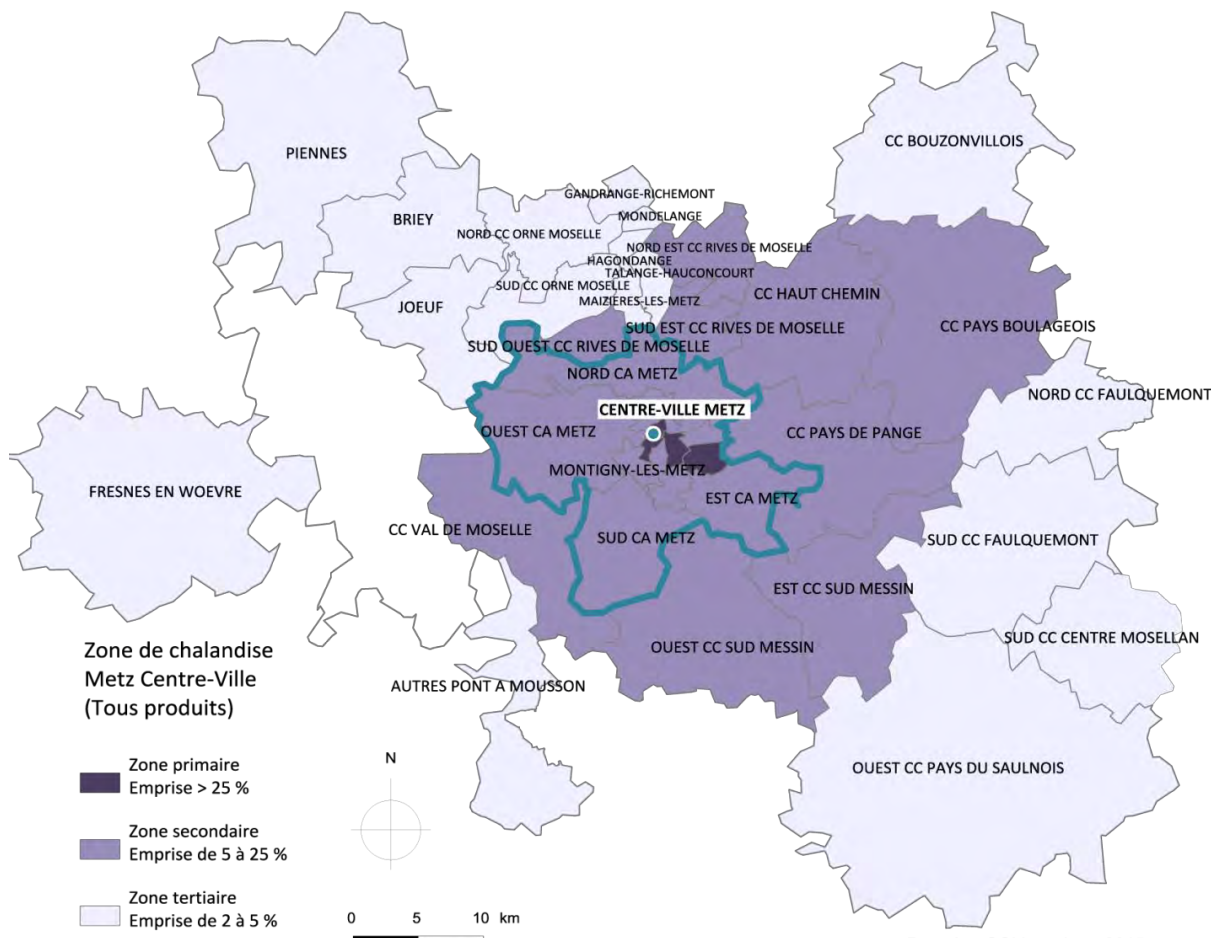 PIENNES
CC BOUZONVILLOIS
GANDRANGE-RICHEMONT
MONDELANGE
BRIEY
NORD CC ORNE MOSELLE
NORD EST CC RIVES DE MOSELLE
HAGONDANGE
TALANGE-HAUCONCOURT
SUD CC ORNE MOSELLE
CC HAUT CHEMIN
MAIZIERES-LES-METZ
JOEUF
CC PAYS BOULAGEOIS
SUD EST CC RIVES DE MOSELLE
SUD OUEST CC RIVES DE MOSELLE
NORD CA METZ
NORD CC FAULQUEMONT
CENTRE-VILLE METZ
OUEST CA METZ
CC PAYS DE PANGE
MONTIGNY-LES-METZ
FRESNES EN WOEVRE
EST CA METZ
CC VAL DE MOSELLE
SUD CA METZ
SUD CC FAULQUEMONT
EST CC SUD MESSIN
SUD CC CENTRE MOSELLAN
OUEST CC SUD MESSIN
AUTRES PONT A MOUSSON
OUEST CC PAYS DU SAULNOIS
Zone de chalandise
Metz Centre-Ville
(Tous produits)
Zone primaire
Emprise > 25 %
Zone secondaire
Emprise de 5 à 25 %
Zone tertiaire
Emprise de 2 à 5 %
N
0 5 10 km